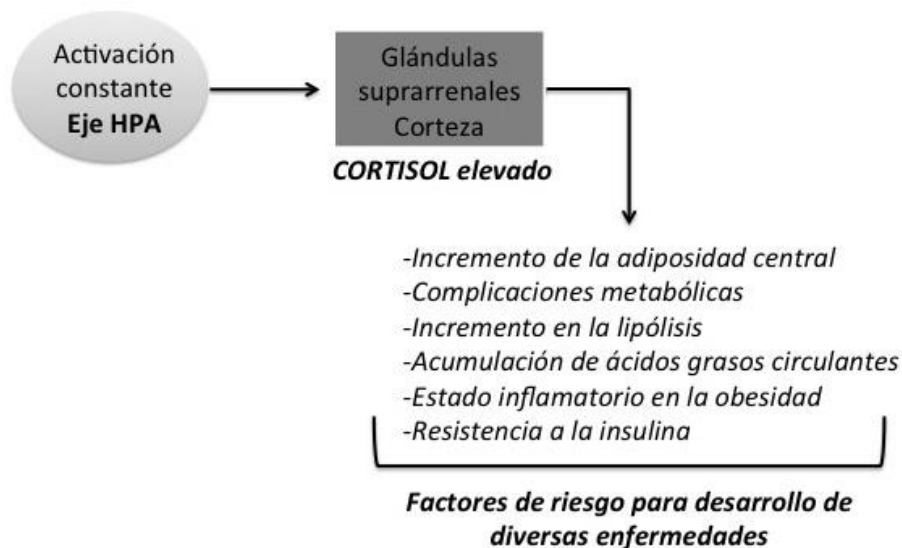 Activación
constante
Eje HPA
Glándulas
suprarrenales
Corteza
CORTISOL elevado
-Incremento de la adiposidad central
-Complicaciones metabólicas
-Incremento en la lipólisis
-Acumulación de ácidos grasos circulantes
-Estado inflamatorio en la obesidad
-Resistencia a la insulina
Factores de riesgo para desarrollo de
diversas enfermedades